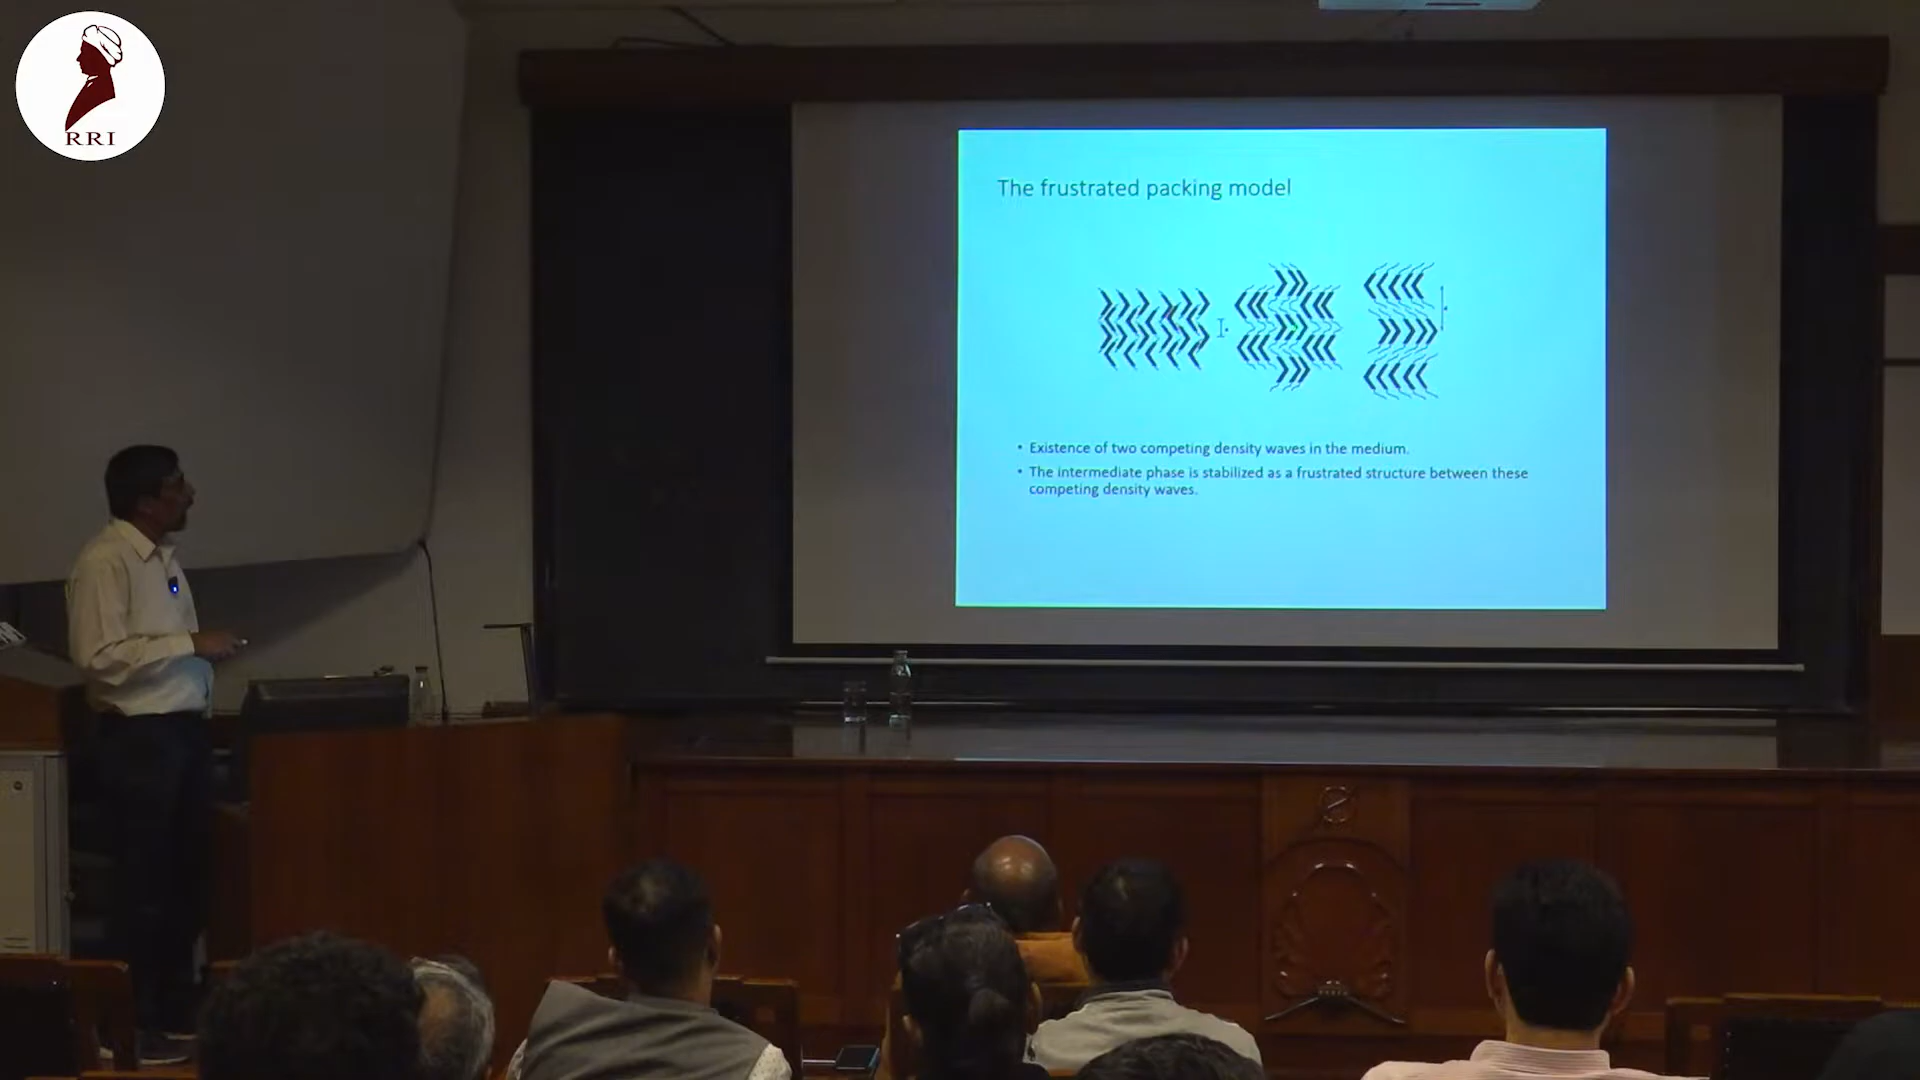 RRI
The frustrated packing model
• Existence of two competing density waves in the medium.
• The intermediate phase is stabilized as a frustrated structure between these
competing density waves.